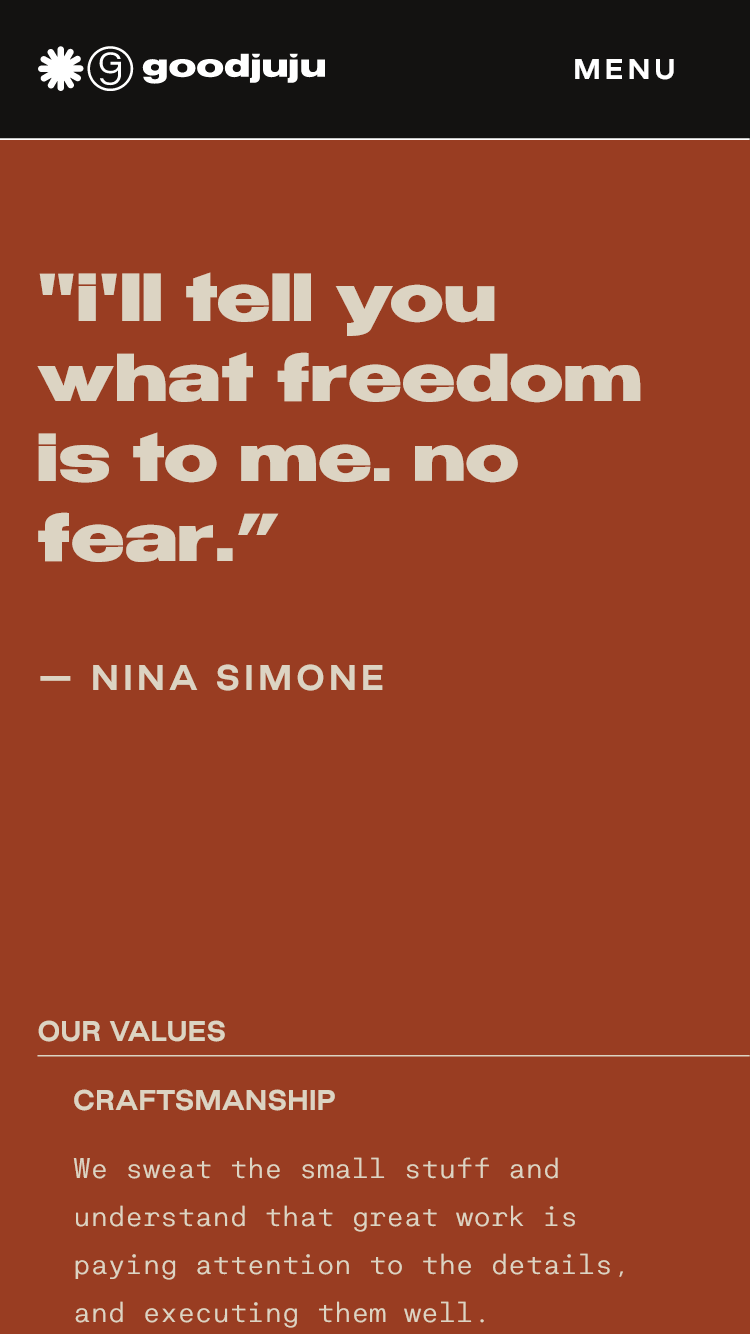 goodjuju
MENU
"i'll tell you
what freedom
is to me. no
fear.”
— NINA SIMONE
OUR VALUES
CRAFTSMANSHIP
We sweat the small stuff and
understand that great work is
paying attention to the details,
and executing them well.